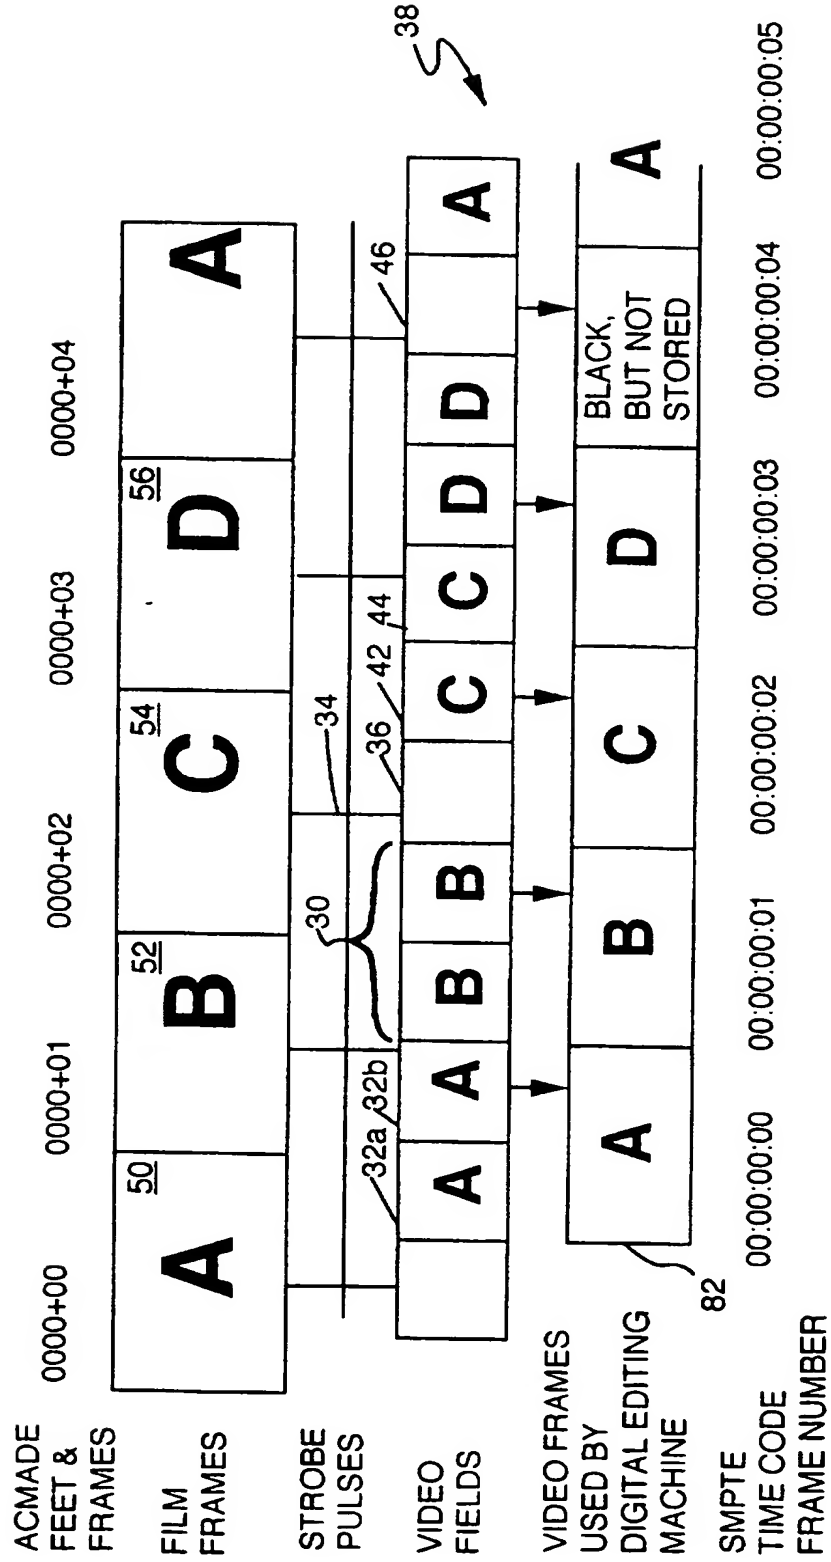 ACMADE
FEET &
FRAMES
0000+00
0000+01
0000+02
0000+03
0000+04
FILM
FRAMES
A
50
B
52
C
54
D
56
A
STROBE
PULSES
30
34
VIDEO
FIELDS
32a
32b
36
42
44
46
38
A
A
B
B
C
C
D
D
A
VIDEO FRAMES
USED BY
DIGITAL EDITING
MACHINE
82
A
B
C
D
BLACK,
BUT NOT
STORED
A
SMPTE
TIME CODE
FRAME NUMBER
00:00:00:00
00:00:00:01
00:00:00:02
00:00:00:03
00:00:00:04
00:00:00:05